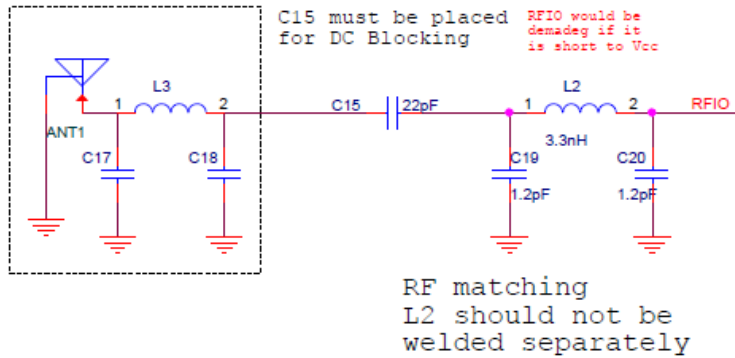 C15 must be placed
for DC Blocking
RFIO would be
demadeg if it
is short to Vcc
L3
1
2
ANT1
C17
C18
C15
22pF
L2
1
2
RFIO
3.3nH
C19
1.2pF
C20
1.2pF
RF matching
L2 should not be
welded separately